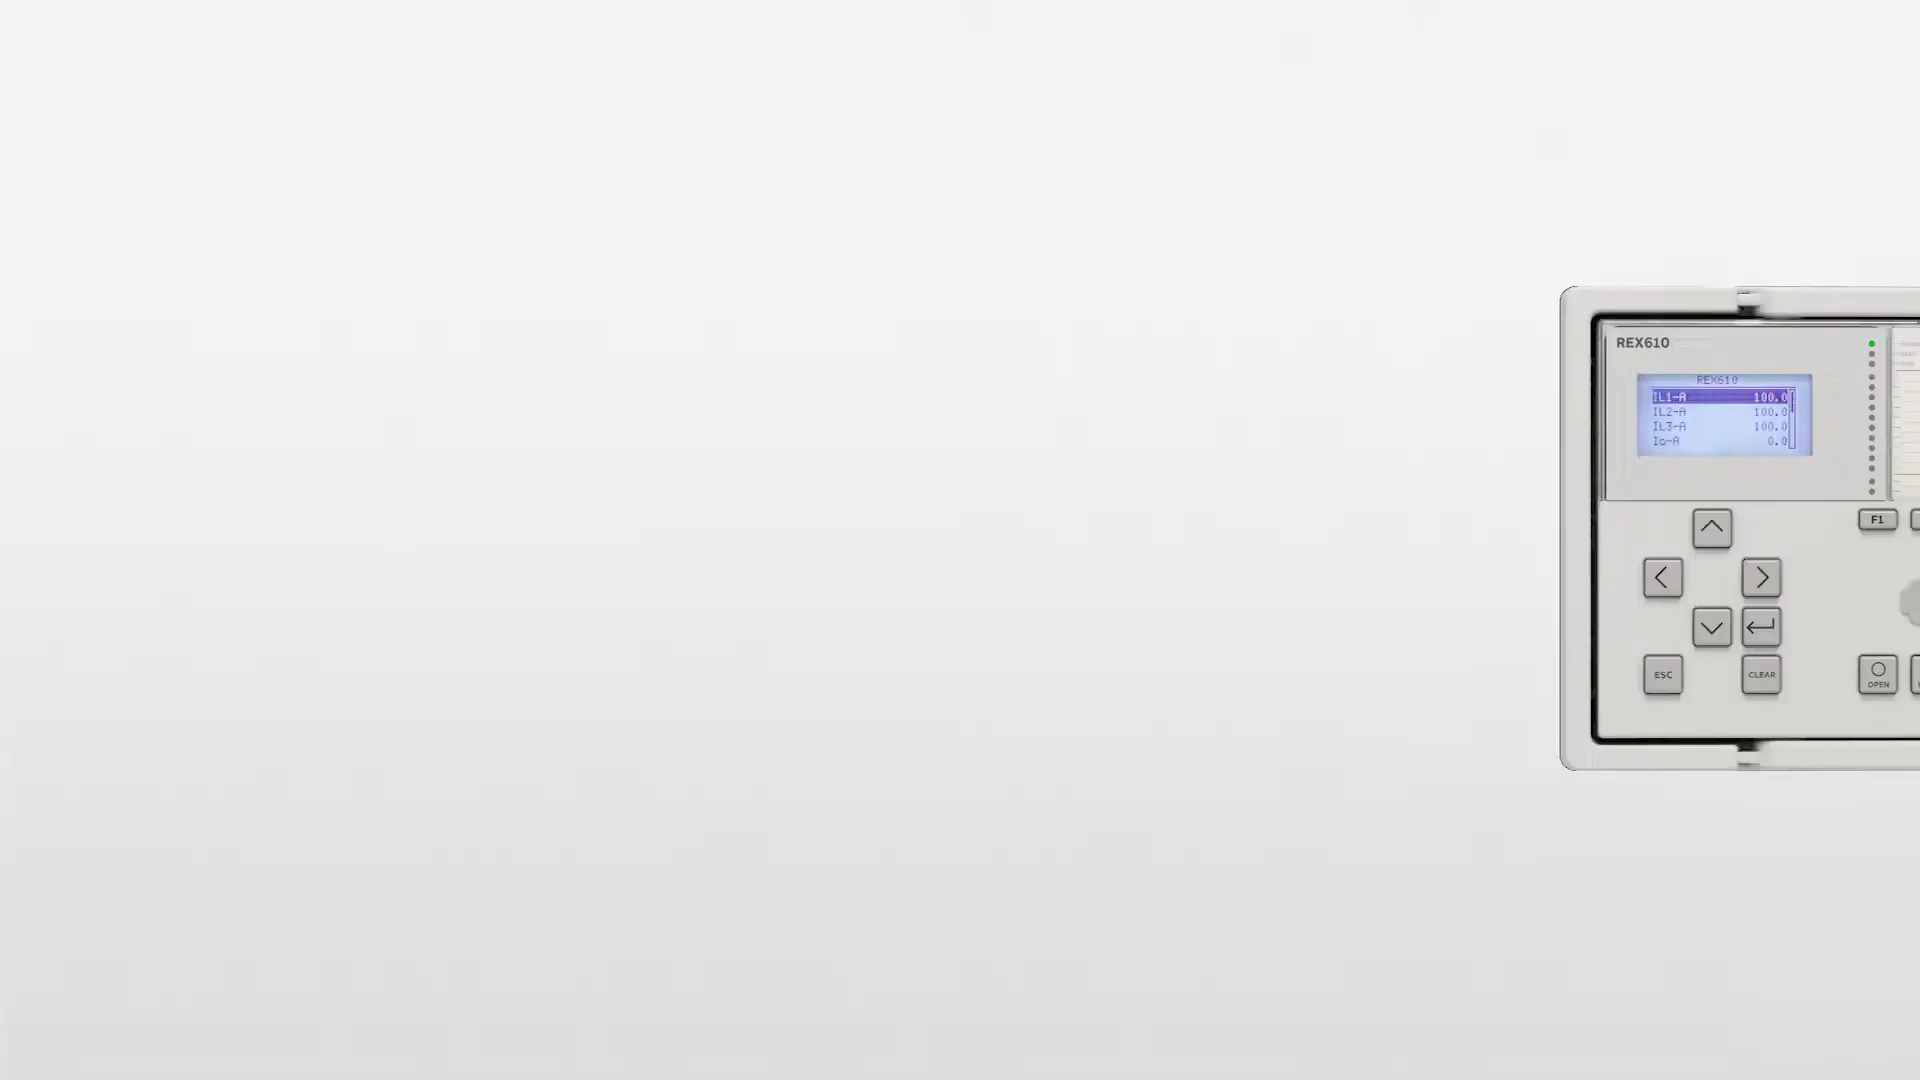 REX610
REX610
IL1-A 100.0
IL2-A 100.0
IL3-A 100.0
Io-A 0.0
F1
ESC
CLEAR
OPEN